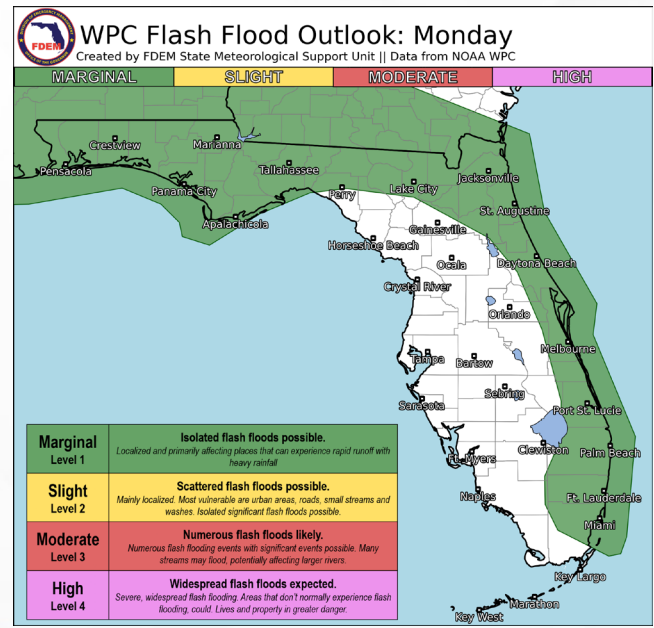 WPC Flash Flood Outlook: Monday
Created by FDEM State Meteorological Support Unit || Data from NOAA WPC
FDEM
MARGINAL SLIGHT MODERATE HIGH
Crestview
Marianna
Pensacola
Tallahassee
Jacksonville
Panama City
Perry
Lake City
Apalachicola
St. Augustine
Gainesville
Horseshoe Beach
Ocala
Daytona Beach
Crystal River
Orlando
Melbourne
Tampa
Bartow
Sebring
Sarasota
Port St. Lucie
Clewiston
Palm Beach
Ft. Myers
Naples
Ft. Lauderdale
Miami
Key Largo
Marathon
Key West
Marginal
Level 1
Isolated flash floods possible.
Localized and primarily affecting places that can experience rapid runoff with
heavy rainfall
Slight
Level 2
Scattered flash floods possible.
Mainly localized. Most vulnerable are urban areas, roads, small streams and
washes. Isolated significant flash floods possible.
Moderate
Level 3
Numerous flash floods likely.
Numerous flash flooding events with significant events possible. Many
streams may flood, potentially affecting larger rivers.
High
Level 4
Widespread flash floods expected.
Severe, widespread flash flooding. Areas that don't normally experience flash
flooding, could. Lives and property in greater danger.